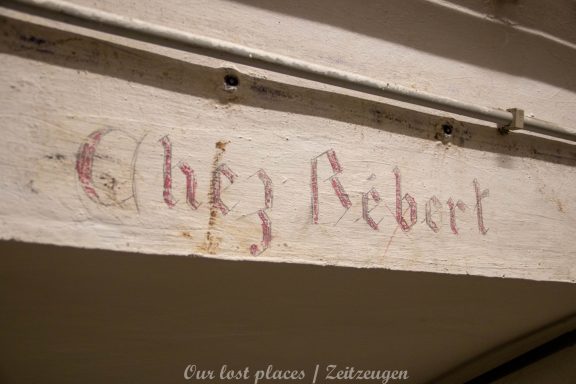 Chez Rébert
Our lost places / Zeitzeugen